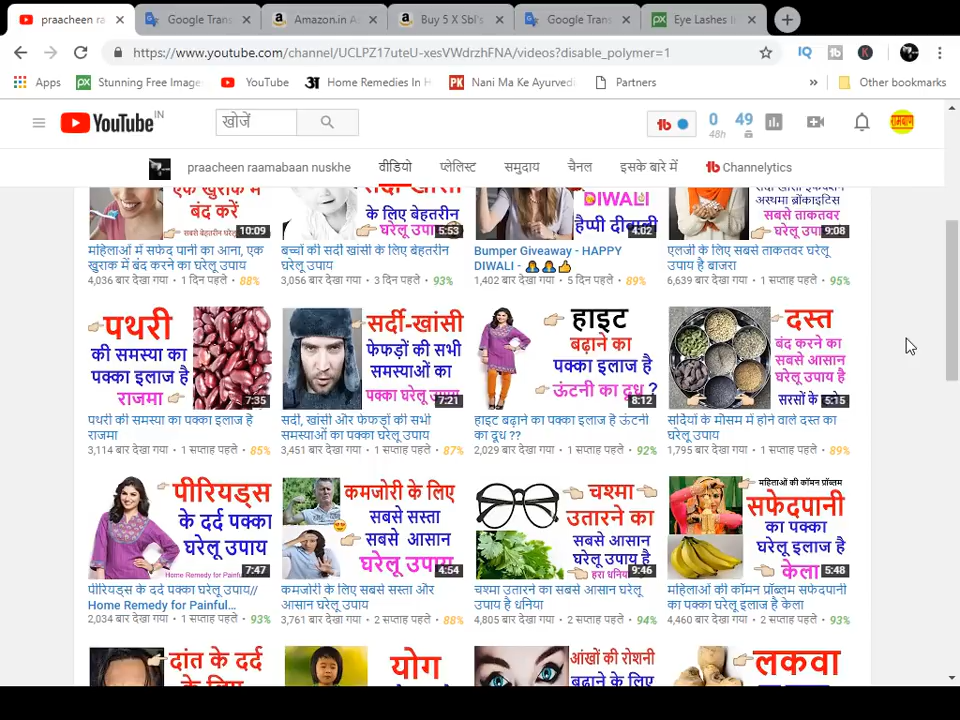 praacheen ra
Google Trans
Amazon.in A
Buy 5 X Sbi's
Google Trans
Eye Lashes I
https://www.youtube.com/channel/UCLPZ17uteU-xesVWdrzhFNA/videos?disable_polymer=1
IQ
Apps
Stunning Free Image
YouTube
Home Remedies In H
Nani Ma Ke Ayurvedi
Partners
»
Other bookmarks
YouTube IN
खोजें
0
48h
49
praacheen raamabaan nuskhe
वीडियो
प्लेलिस्ट
समुदाय
चैनल
इसके बारे में
Channelytics
एक खुराक में
बंद करें
10:09
के लिए बेहतरीन
5:53
DIWALI
हैप्पी दीवाली
4:02
अस्थमा ब्रोंकाइटिस
सबसे ताकतवर
9:08
महिलाओं में सफेद पानी का आना, एक
खुराक में बंद करने का घरेलू उपाय
4,036 बार देखा गया • 1 दिन पहले • 88%
बच्चों की सर्दी खांसी के लिए बेहतरीन
घरेलू उपाय
3,056 बार देखा गया • 3 दिन पहले • 93%
Bumper Giveaway - HAPPY
DIWALI -
1,402 बार देखा गया • 5 दिन पहले • 89%
एलर्जी के लिए सबसे ताकतवर घरेलू
उपाय है बाजरा
6,639 बार देखा गया • 1 सप्ताह पहले • 95%
पथरी
की समस्या का
पक्का इलाज है
राजमा
7:35
सर्दी-खांसी
फेफड़ों की सभी
समस्याओं का
पक्का घरेलू उपाय
7:21
हाइट
बढ़ाने का
पक्का इलाज है
ऊंटनी का दूध ?
8:12
दस्त
बंद करने का
सबसे आसान
घरेलू उपाय है
सरसों के
5:15
पथरी की समस्या का पक्का इलाज है
राजमा
3,114 बार देखा गया • 1 सप्ताह पहले • 85%
सर्दी, खांसी और फेफड़ों की सभी
समस्याओं का पक्का घरेलू उपाय
3,451 बार देखा गया • 1 सप्ताह पहले • 87%
हाइट बढ़ाने का पक्का इलाज है ऊंटनी
का दूध ??
2,029 बार देखा गया • 1 सप्ताह पहले • 92%
सर्दियों के मौसम में होने वाले दस्त का
घरेलू उपाय
1,795 बार देखा गया • 1 सप्ताह पहले • 89%
पीरियड्स
के दर्द पक्का
घरेलू उपाय
Home Remedy for Painful
7:47
कमजोरी के लिए
सबसे सस्ता
सबसे आसान
घरेलू उपाय
4:54
चश्मा
उतारने का
सबसे आसान
घरेलू उपाय है
हरा धनिया
9:46
महिलाओं की कॉमन प्रॉब्लम
सफेदपानी
का पक्का
घरेलू इलाज है
केला
5:48
पीरियड्स के दर्द पक्का घरेलू उपाय//
Home Remedy for Painful...
2,034 बार देखा गया • 1 सप्ताह पहले • 93%
कमजोरी के लिए सबसे सस्ता और
आसान घरेलू उपाय
3,761 बार देखा गया • 2 सप्ताह पहले • 88%
चश्मा उतारने का सबसे आसान घरेलू
उपाय है धनिया
4,805 बार देखा गया • 2 सप्ताह पहले • 94%
महिलाओं की कॉमन प्रॉब्लम सफेदपानी
का पक्का घरेलू इलाज है केला
4,460 बार देखा गया • 2 सप्ताह पहले • 93%
दांत के दर्द
के लिए
योग
आंखों की रोशनी
बढ़ाने के लिए
लकवा